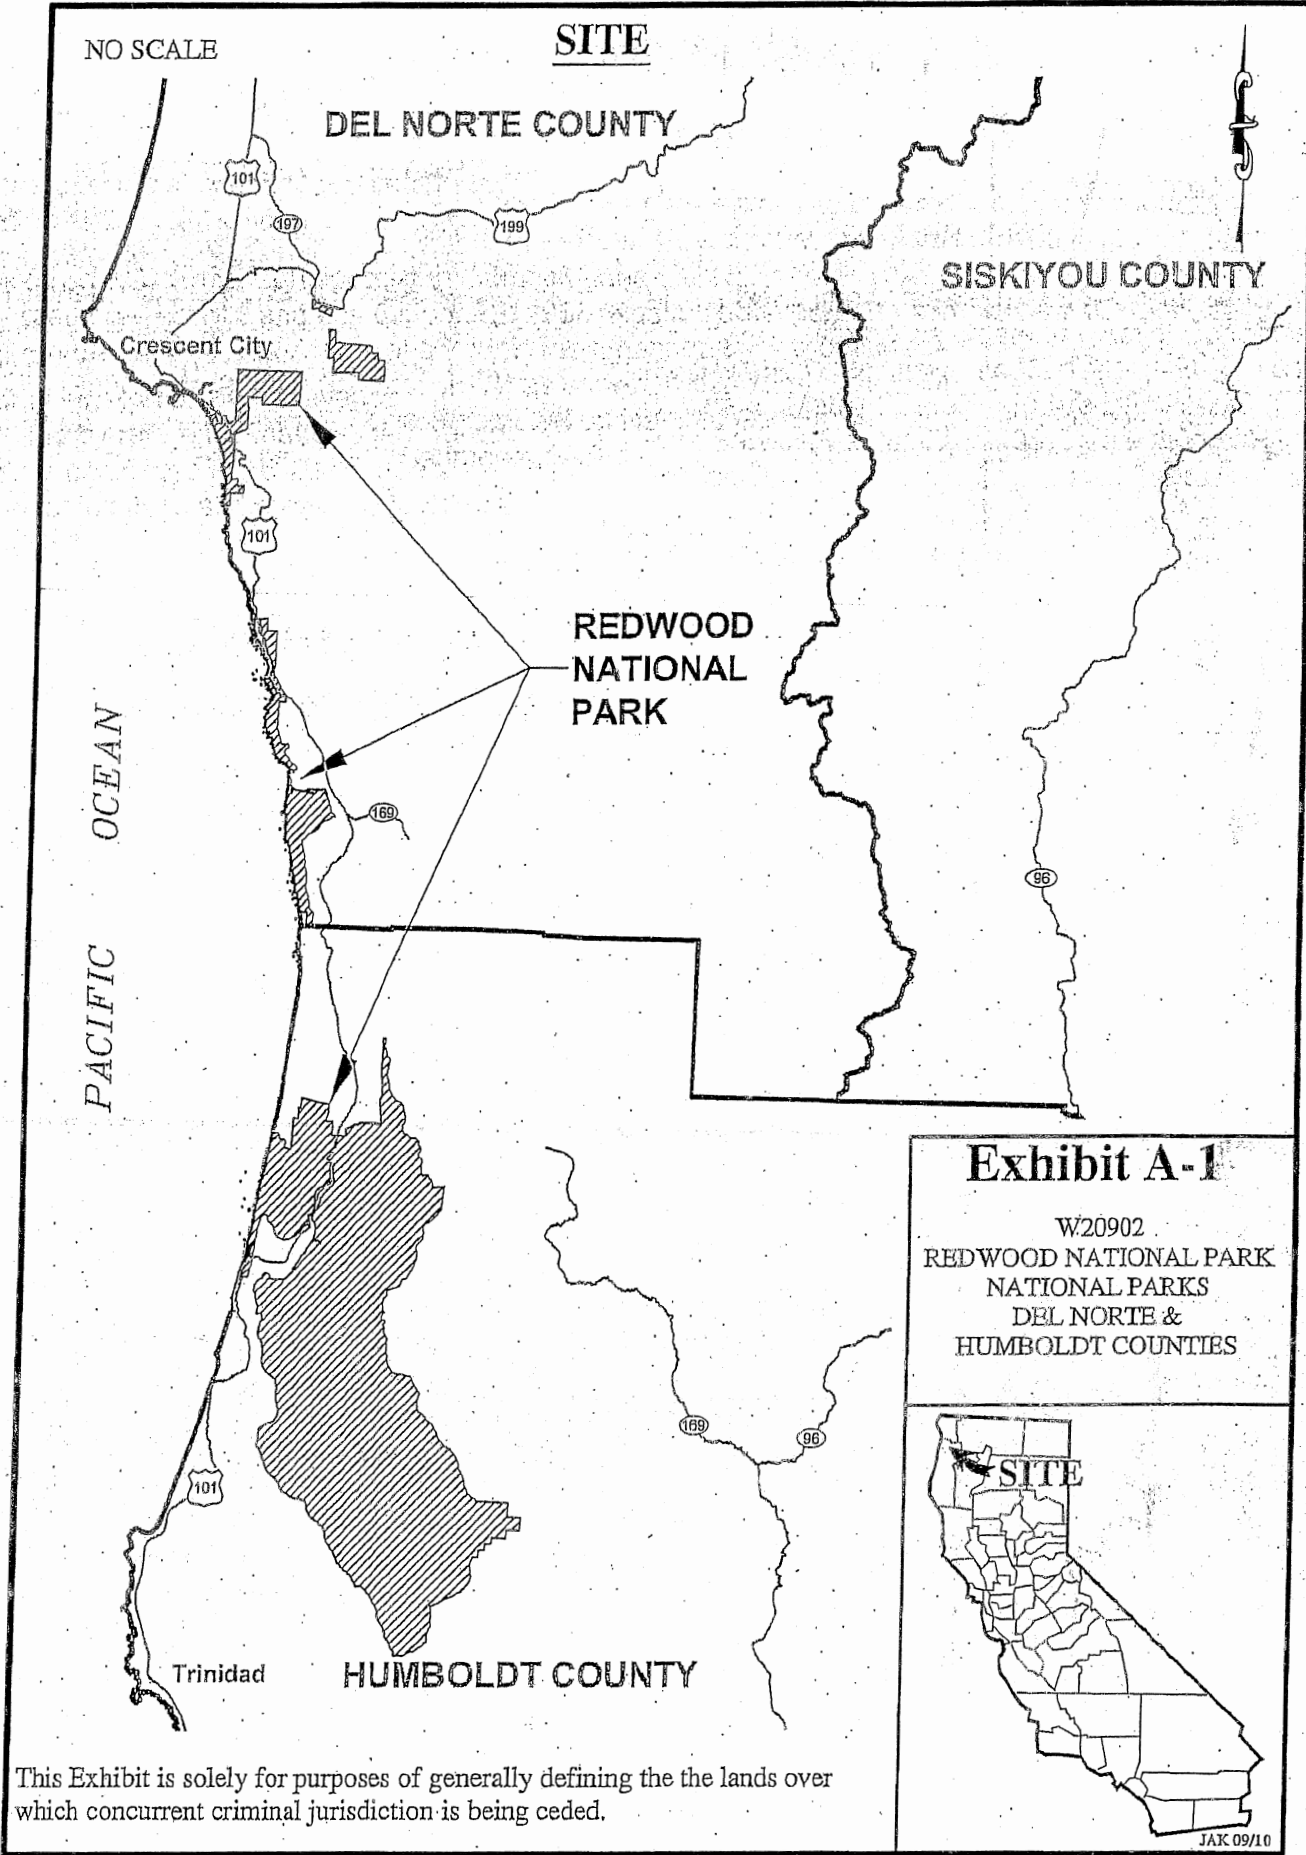 NO SCALE
SITE
DEL NORTE COUNTY
101
197
199
SISKIYOU COUNTY
Crescent City
101
REDWOOD
NATIONAL
PARK
PACIFIC OCEAN
169
96
Exhibit A-1
W20902
REDWOOD NATIONAL PARK
NATIONAL PARKS
DEL NORTE &
HUMBOLDT COUNTIES
169
96
101
SITE
Trinidad
HUMBOLDT COUNTY
This Exhibit is solely for purposes of generally defining the the lands over
which concurrent criminal jurisdiction is being ceded.
JAK 09/10